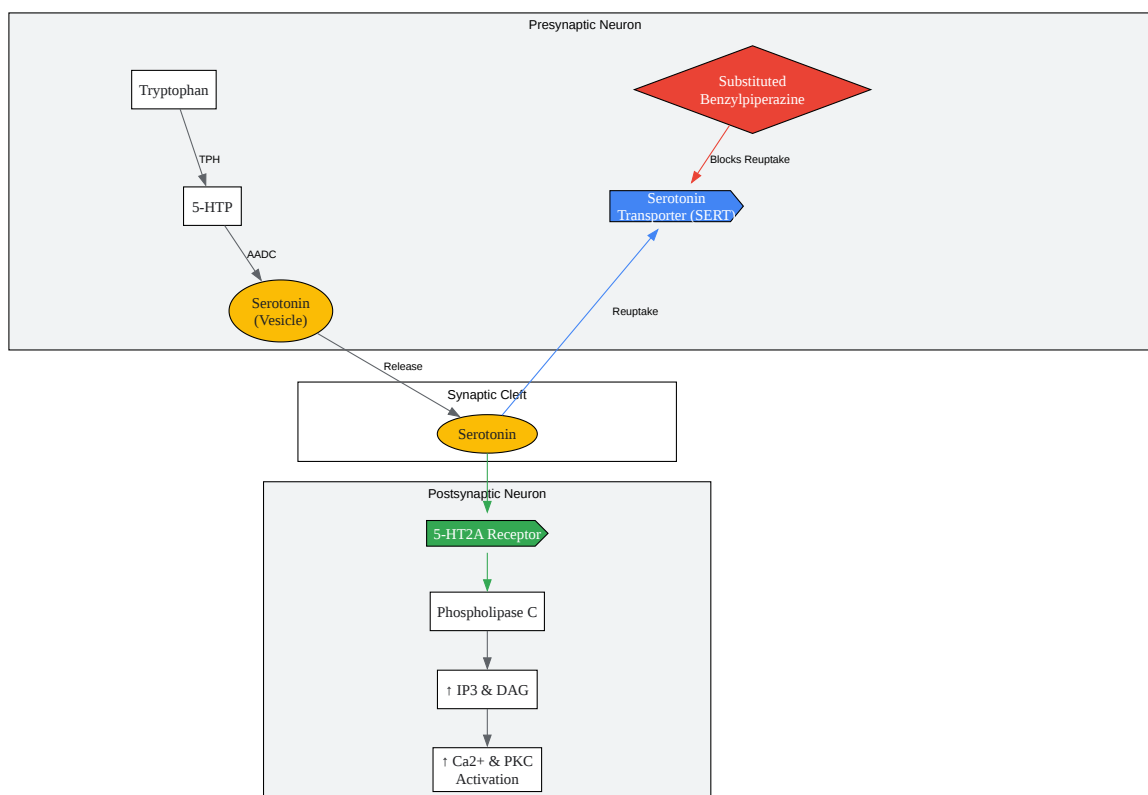 Presynaptic Neuron
Tryptophan
Substituted
Benzylpiperazine
TPH
Blocks Reuptake
5-HTP
Serotonin
Transporter (SERT)
AADC
Serotonin
(Vesicle)
Reuptake
Release
Synaptic Cleft
Serotonin
Postsynaptic Neuron
5-HT2A Receptor
Phospholipase C
↑ IP3 & DAG
↑ Ca2+ & PKC
Activation